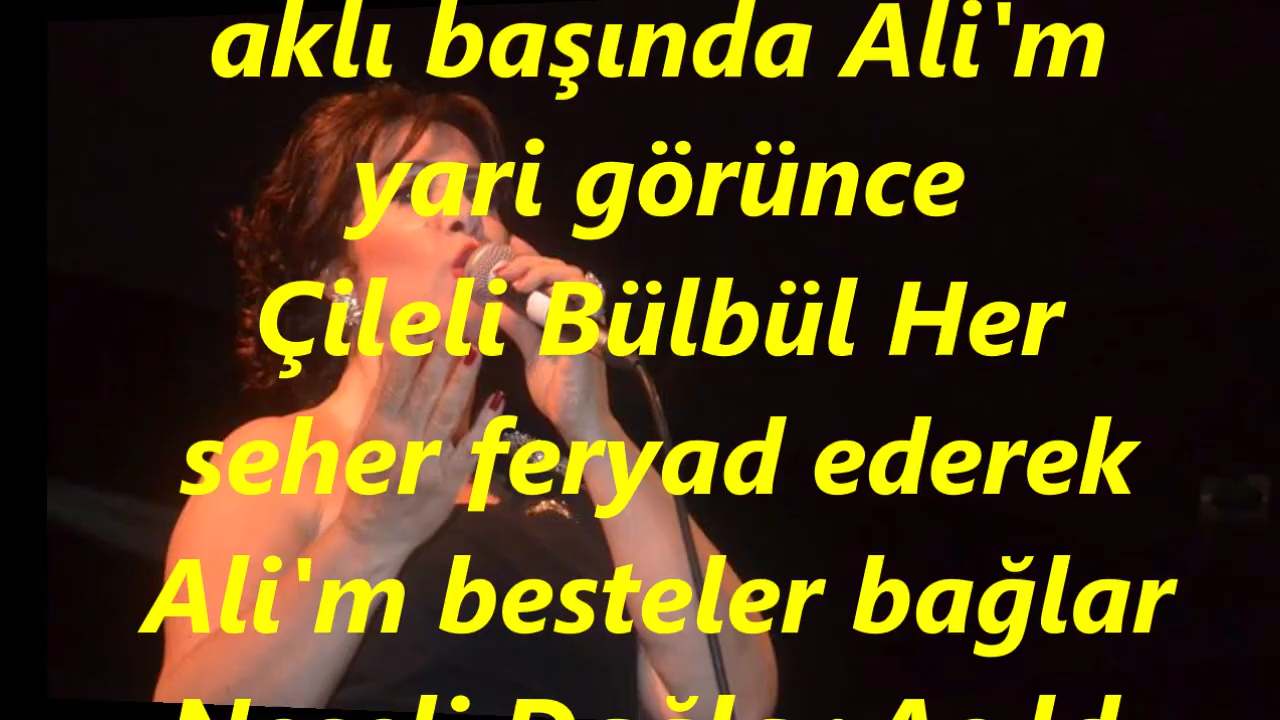 aklı başında Ali'm
yari görünce
Çileli Bülbül Her
seher feryad ederek
Ali'm besteler bağlar